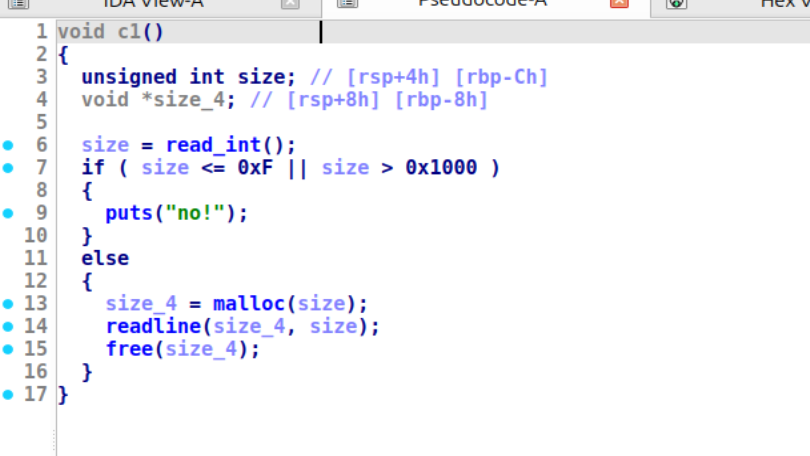 IDA View-A Pseudocode-A Hex V
1 void c1()
2 {
3 unsigned int size; // [rsp+4h] [rbp-Ch]
4 void *size_4; // [rsp+8h] [rbp-8h]
5
6 size = read_int();
7 if ( size <= 0xF || size > 0x1000 )
8 {
9 puts("no!");
10 }
11 else
12 {
13 size_4 = malloc(size);
14 readline(size_4, size);
15 free(size_4);
16 }
17 }